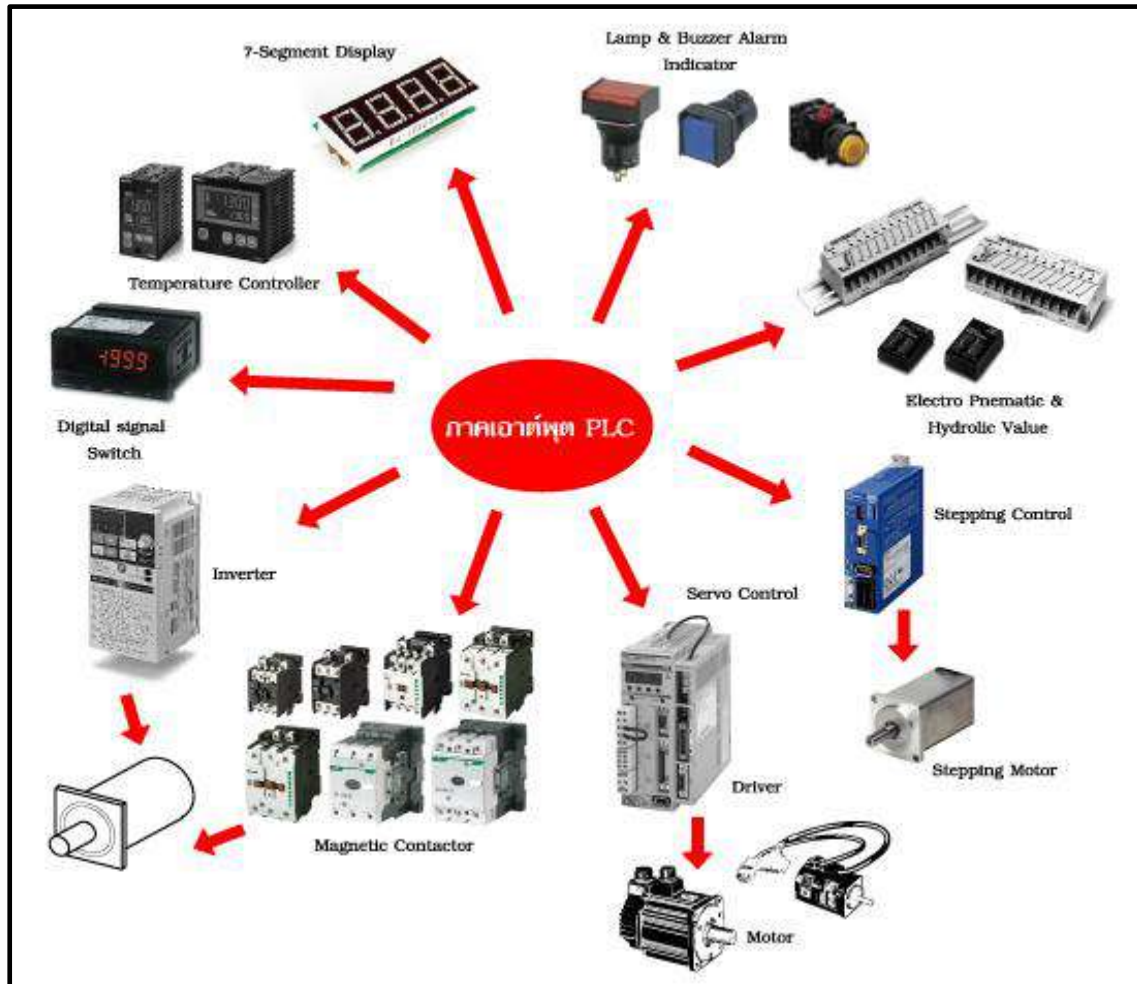 7-Segment Display
Lamp & Buzzer Alarm
Indicator
Temperature Controller
-1999
Digital signal
Switch
ภาคเอาต์พุต PLC
Electro Pnematic &
Hydrolic Value
Stepping Control
Inverter
Servo Control
Stepping Motor
Driver
Magnetic Contactor
Motor